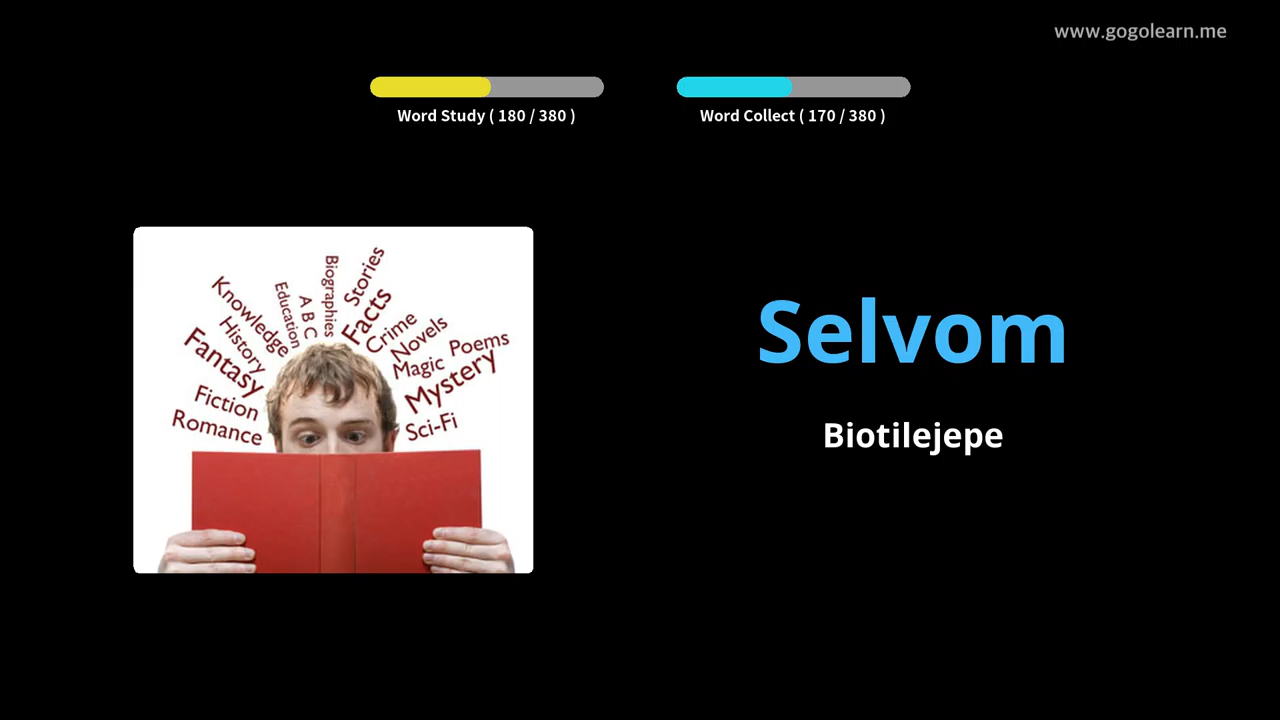 www.gogolearn.me
Word Study ( 180 / 380 )
Word Collect ( 170 / 380 )
Selvom
Biotilejepe
Knowledge
History
Fantasy
Fiction
Romance
Education
A B C
Biographies
Stories
Facts
Crime
Novels
Magic
Poems
Mystery
Sci-Fi